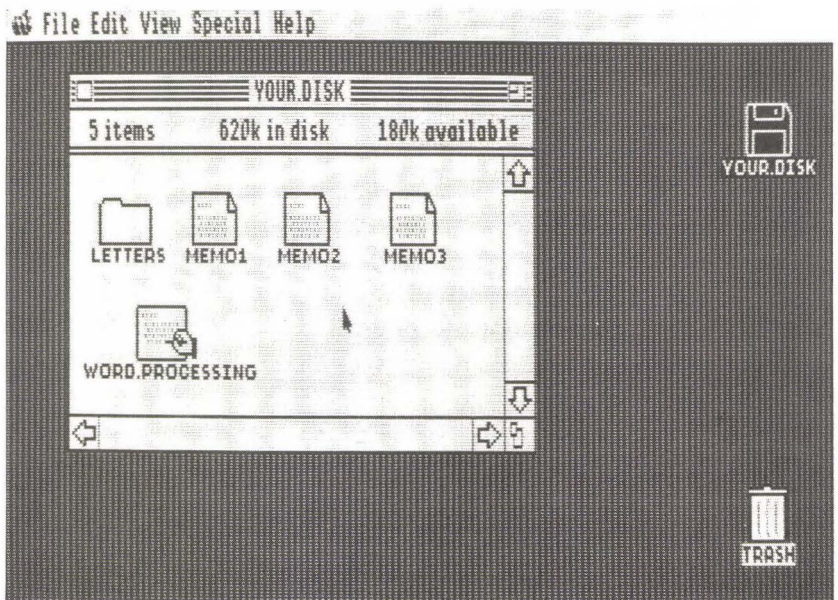 File Edit View Special Help
YOUR.DISK
5 items 620k in disk 180k available
YOUR.DISK
LETTERS MEMO1 MEMO2 MEMO3
WORD.PROCESSING
TRASH